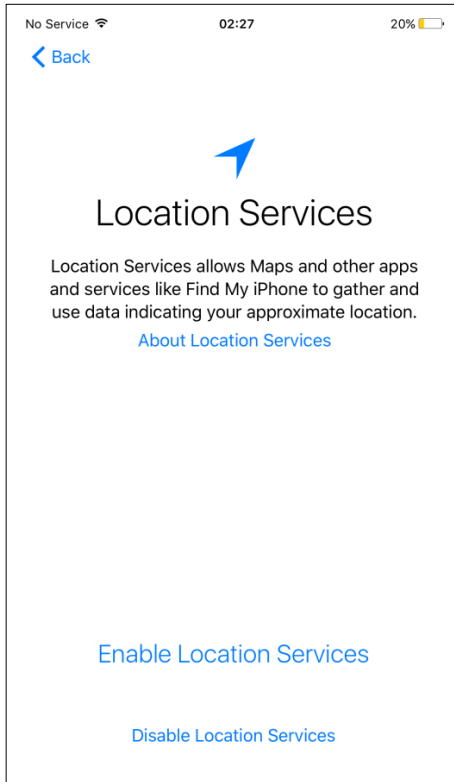 No Service 02:27 20%
Back
Location Services
Location Services allows Maps and other apps
and services like Find My iPhone to gather and
use data indicating your approximate location.
About Location Services
Enable Location Services
Disable Location Services